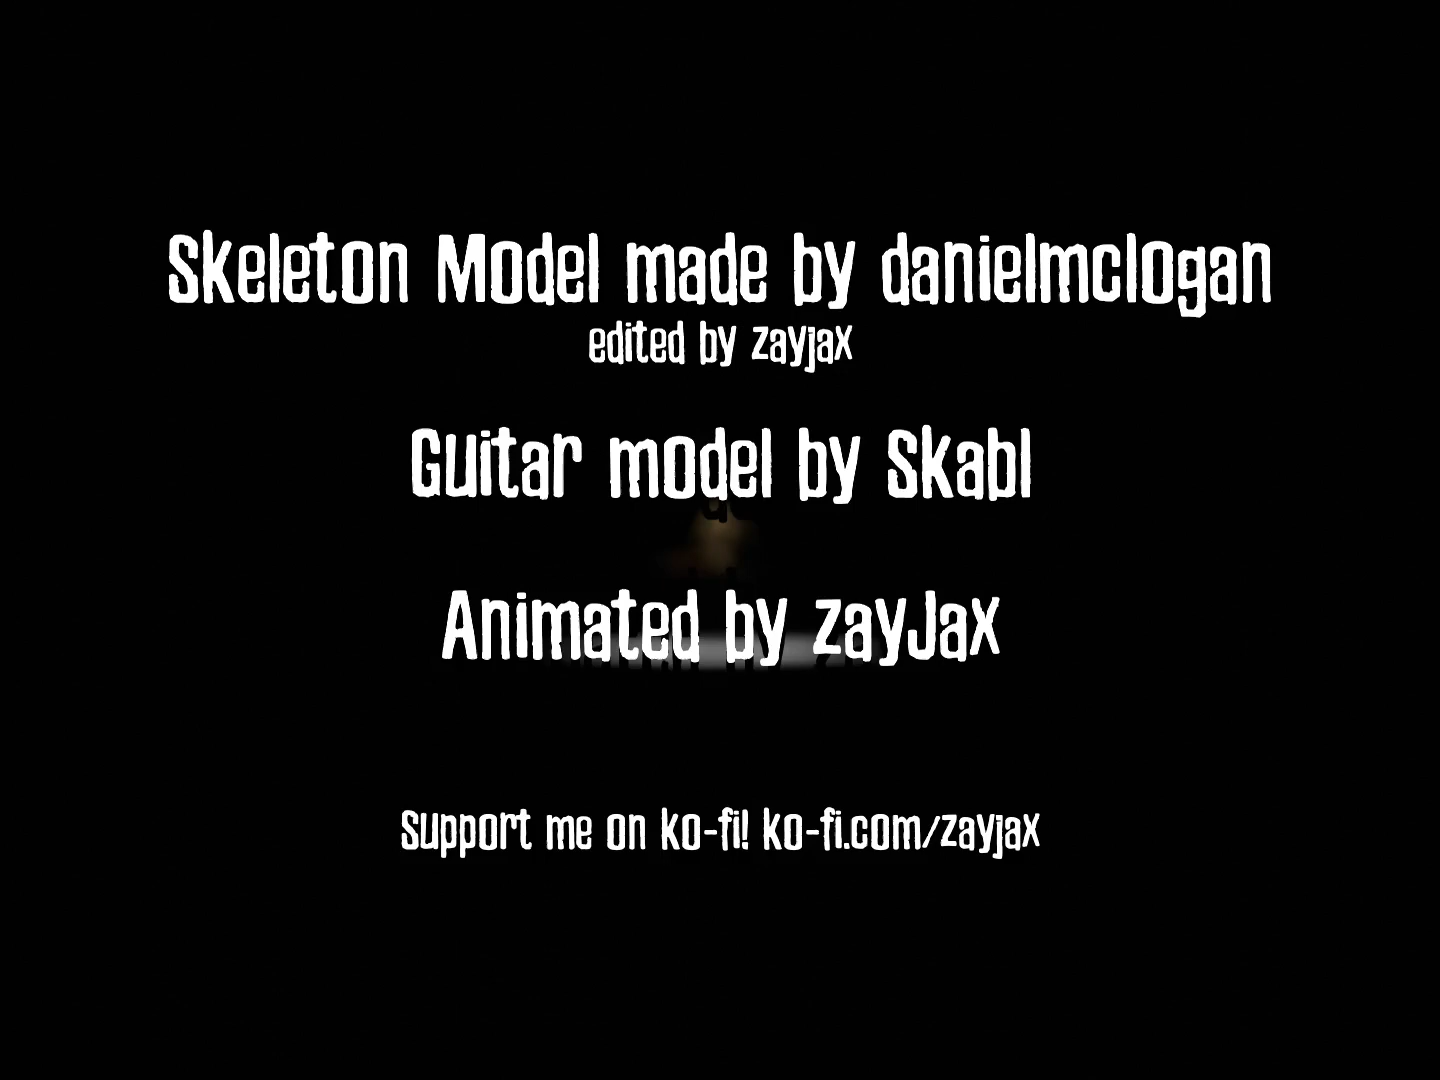 Skeleton Model made by danielmclogan
edited by zayjax
Guitar model by Skabl
Animated by zayJax
Support me on ko-fi! ko-fi.com/zayjax